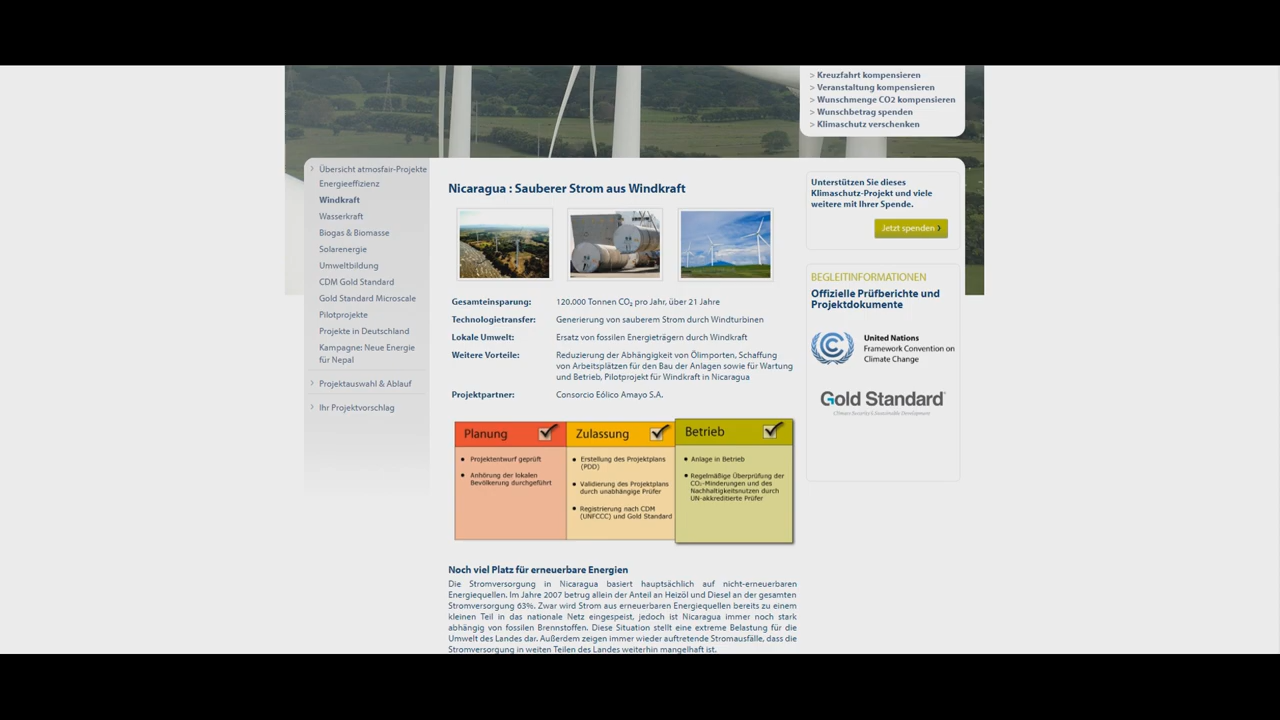 > Kreuzfahrt kompensieren
> Veranstaltung kompensieren
> Wunschmenge CO2 kompensieren
> Wunschbetrag spenden
> Klimaschutz verschenken
Übersicht atmosfair-Projekte
Energieeffizienz
Windkraft
Wasserkraft
Biogas & Biomasse
Solarenergie
Umweltbildung
CDM Gold Standard
Gold Standard Microscale
Pilotprojekte
Projekte in Deutschland
Kampagne: Neue Energie
für Nepal
Projektauswahl & Ablauf
Ihr Projektvorschlag
Nicaragua : Sauberer Strom aus Windkraft
Gesamteinsparung: 120.000 Tonnen CO₂ pro Jahr, über 21 Jahre
Technologietransfer: Generierung von sauberem Strom durch Windturbinen
Lokale Umwelt: Ersatz von fossilen Energieträgern durch Windkraft
Weitere Vorteile: Reduzierung der Abhängigkeit von Ölimporten, Schaffung
von Arbeitsplätzen für den Bau der Anlagen sowie für Wartung
und Betrieb, Pilotprojekt für Windkraft in Nicaragua
Projektpartner: Consorcio Eólico Amayo S.A.
Planung
Projektentwurf geprüft
Anhörung der lokalen
Bevölkerung durchgeführt
Zulassung
Erstellung des Projektplans
(PDD)
Validierung des Projektplans
durch unabhängige Prüfer
Registrierung nach CDM
(UNFCCC) und Gold Standard
Betrieb
Anlage in Betrieb
Regelmäßige Überprüfung der
CO₂-Minderungen und des
Nachhaltigkeitsnutzen durch
UN-akkreditierte Prüfer
Noch viel Platz für erneuerbare Energien
Die Stromversorgung in Nicaragua basiert hauptsächlich auf nicht-erneuerbaren
Energiequellen. Im Jahre 2007 betrug allein der Anteil an Heizöl und Diesel an der gesamten
Stromversorgung 63%. Zwar wird Strom aus erneuerbaren Energiequellen bereits zu einem
kleinen Teil in das nationale Netz eingespeist, jedoch ist Nicaragua immer noch stark
abhängig von fossilen Brennstoffen. Diese Situation stellt eine extreme Belastung für die
Umwelt des Landes dar. Außerdem zeigen immer wieder auftretende Stromausfälle, dass die
Stromversorgung in weiten Teilen des Landes weiterhin mangelhaft ist.
Unterstützen Sie dieses
Klimaschutz-Projekt und viele
weitere mit Ihrer Spende.
Jetzt spenden
BEGLEITINFORMATIONEN
Offizielle Prüfberichte und
Projektdokumente
United Nations
Framework Convention on
Climate Change
Gold Standard
Climate Security & Sustainable Development